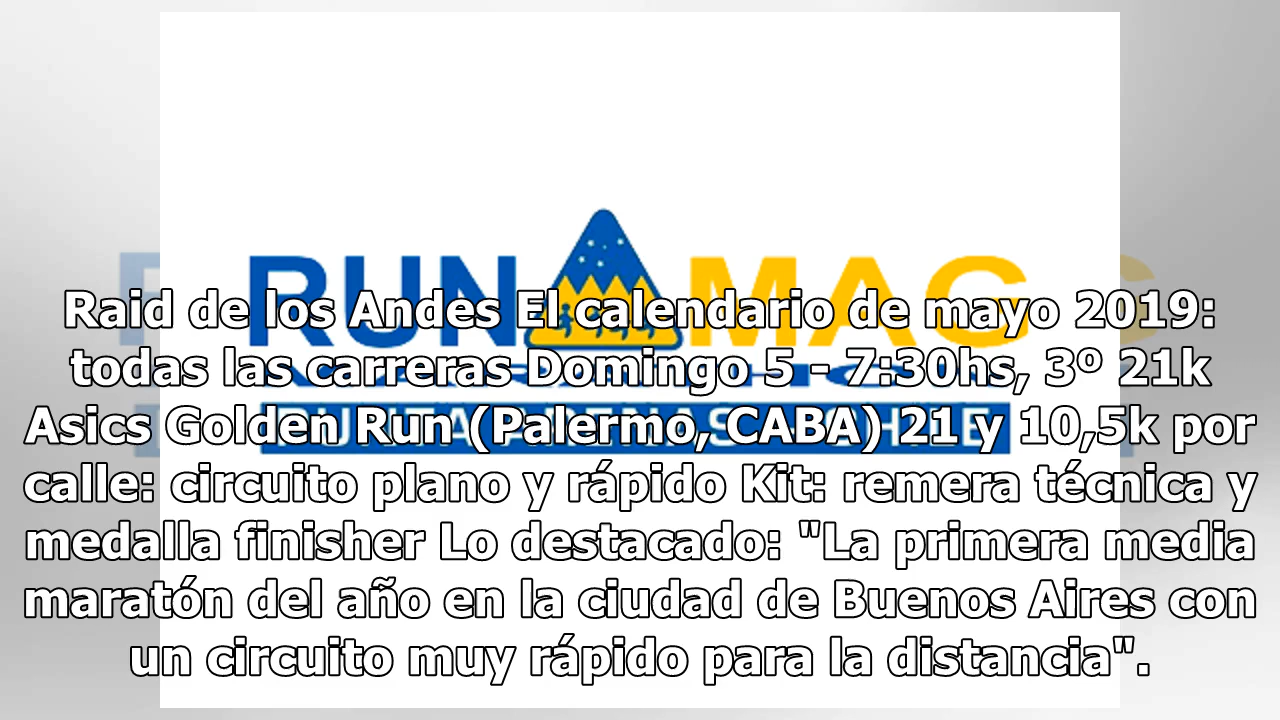 RUN MAG
Raid de los Andes El calendario de mayo 2019:
todas las carreras Domingo 5 - 7:30hs, 3º 21k
Asics Golden Run (Palermo, CABA) 21 y 10,5k por
calle: circuito plano y rápido Kit: remera técnica y
medalla finisher Lo destacado: "La primera media
maratón del año en la ciudad de Buenos Aires con
un circuito muy rápido para la distancia".